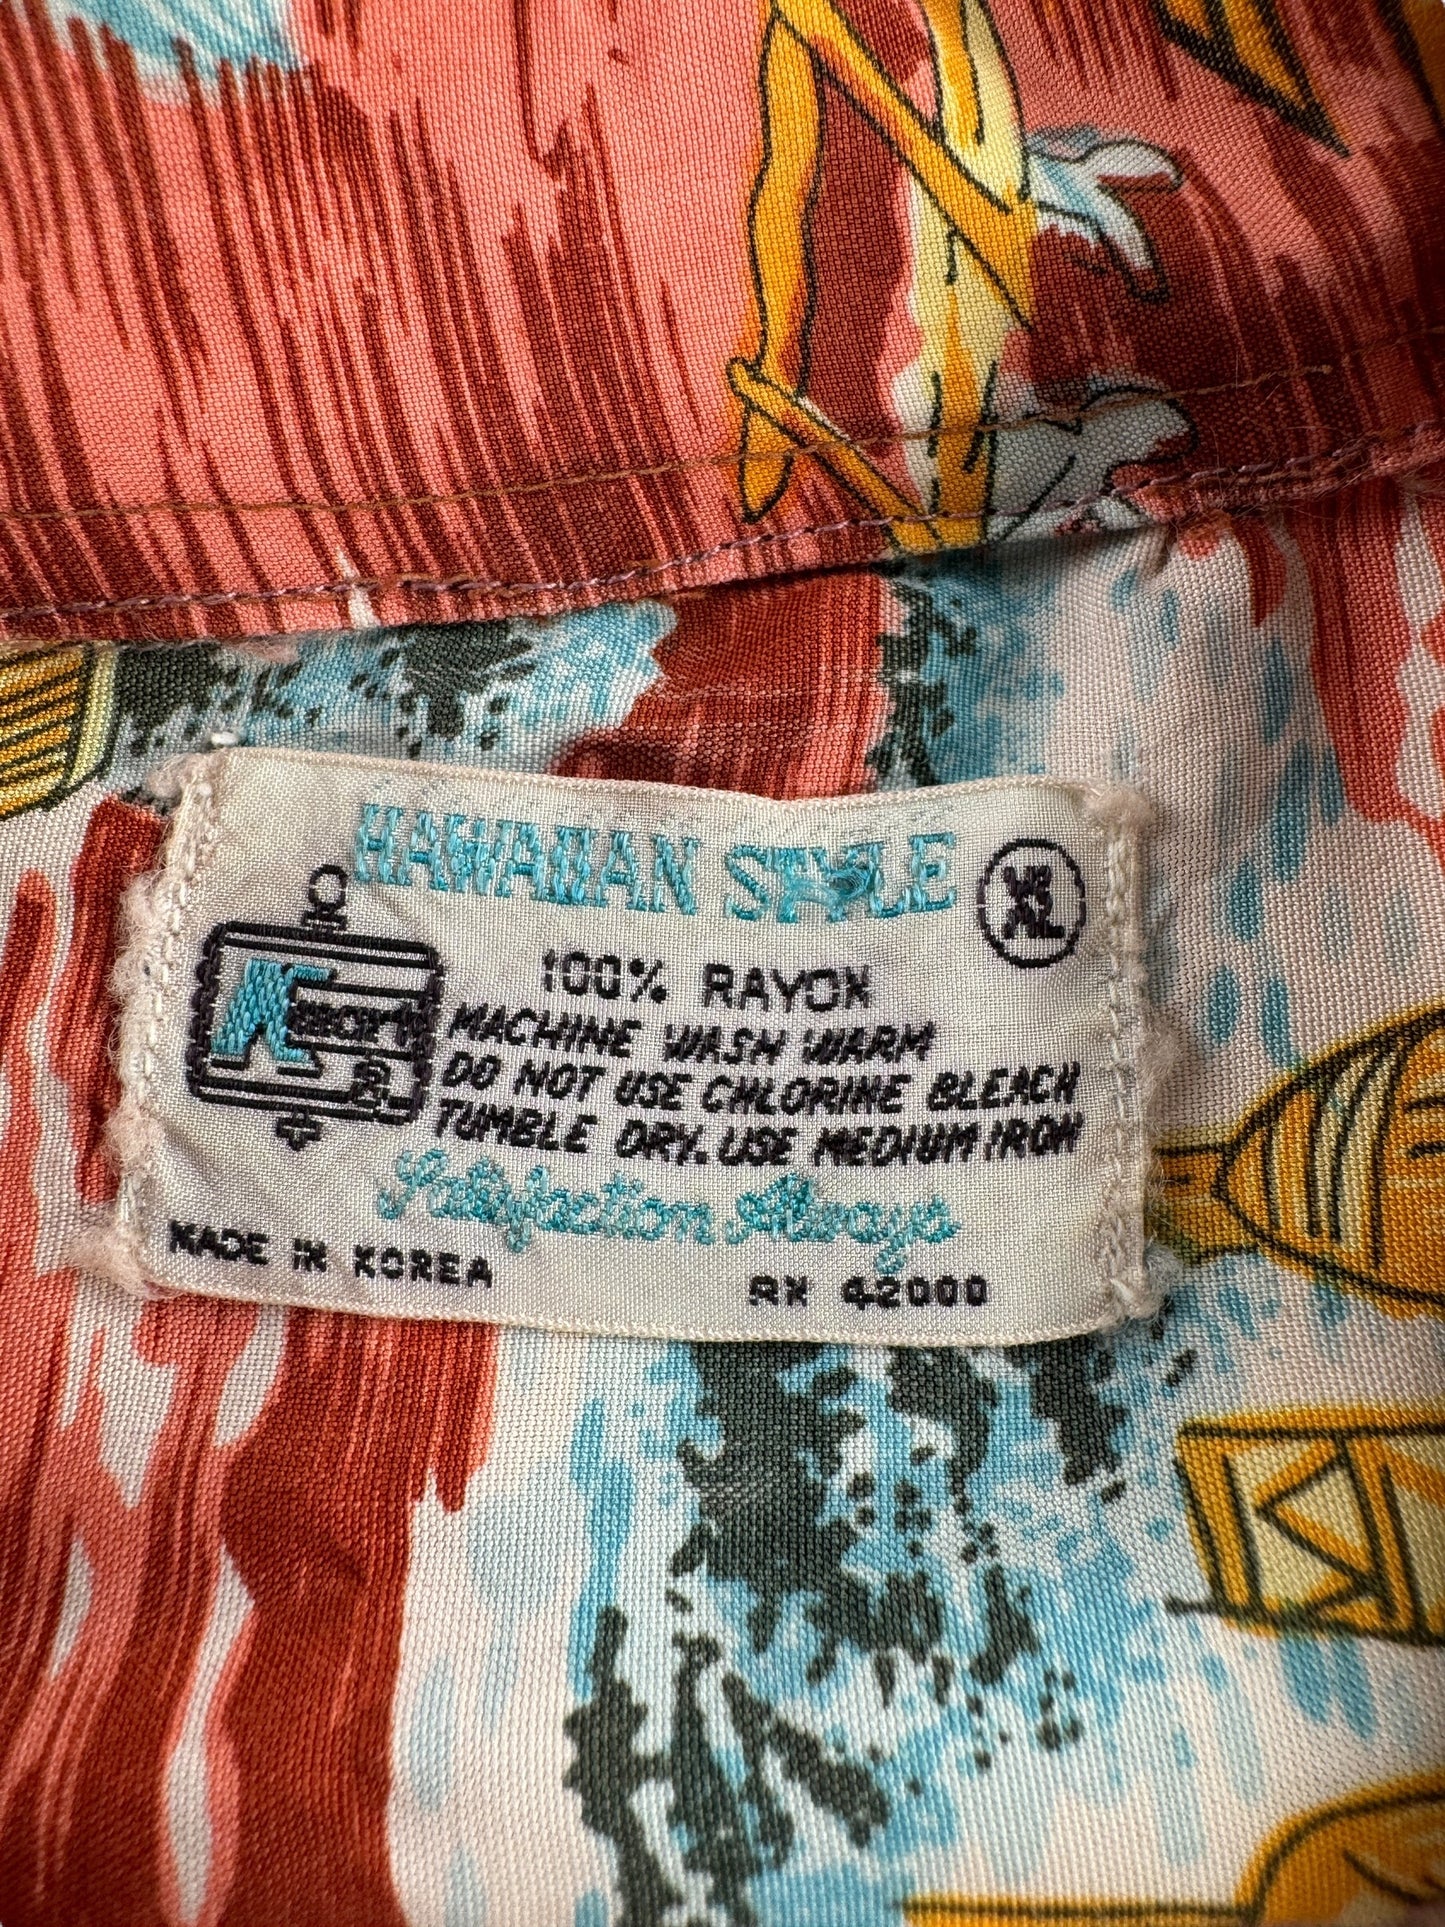 HAWAIIAN STYLE
100% RAYON
MACHINE WASH WARM
DO NOT USE CHLORINE BLEACH
TUMBLE DRY. USE MEDIUM IRON
Satisfaction Always
MADE IN KOREA
RN 42000